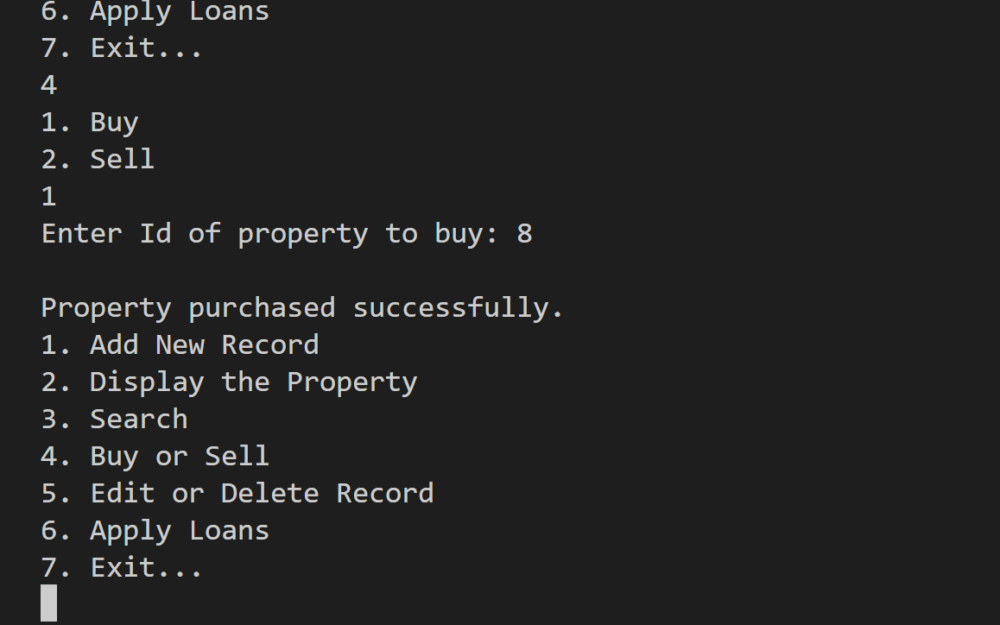 6. Apply Loans
7. Exit...
4
1. Buy
2. Sell
1
Enter Id of property to buy: 8

Property purchased successfully.
1. Add New Record
2. Display the Property
3. Search
4. Buy or Sell
5. Edit or Delete Record
6. Apply Loans
7. Exit...